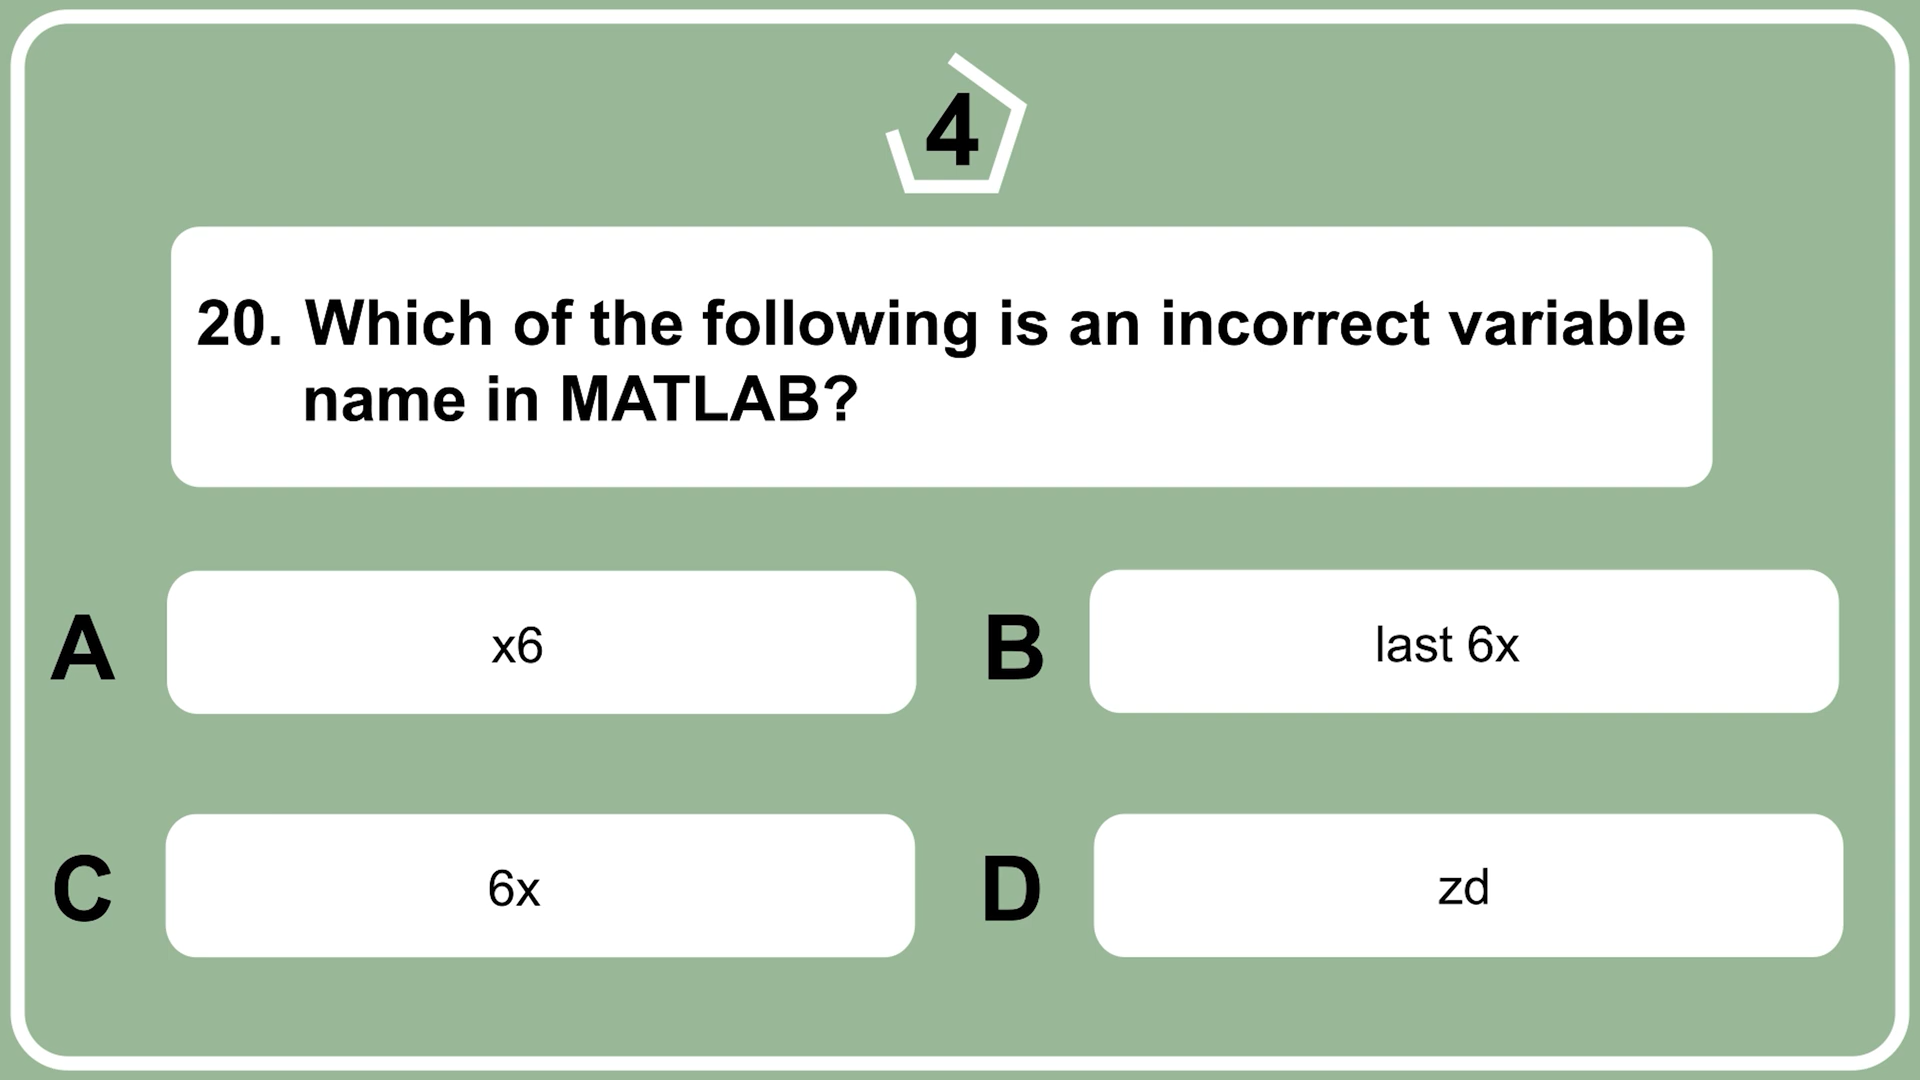 4
20. Which of the following is an incorrect variable
name in MATLAB?
A
x6
B
last 6x
C
6x
D
zd